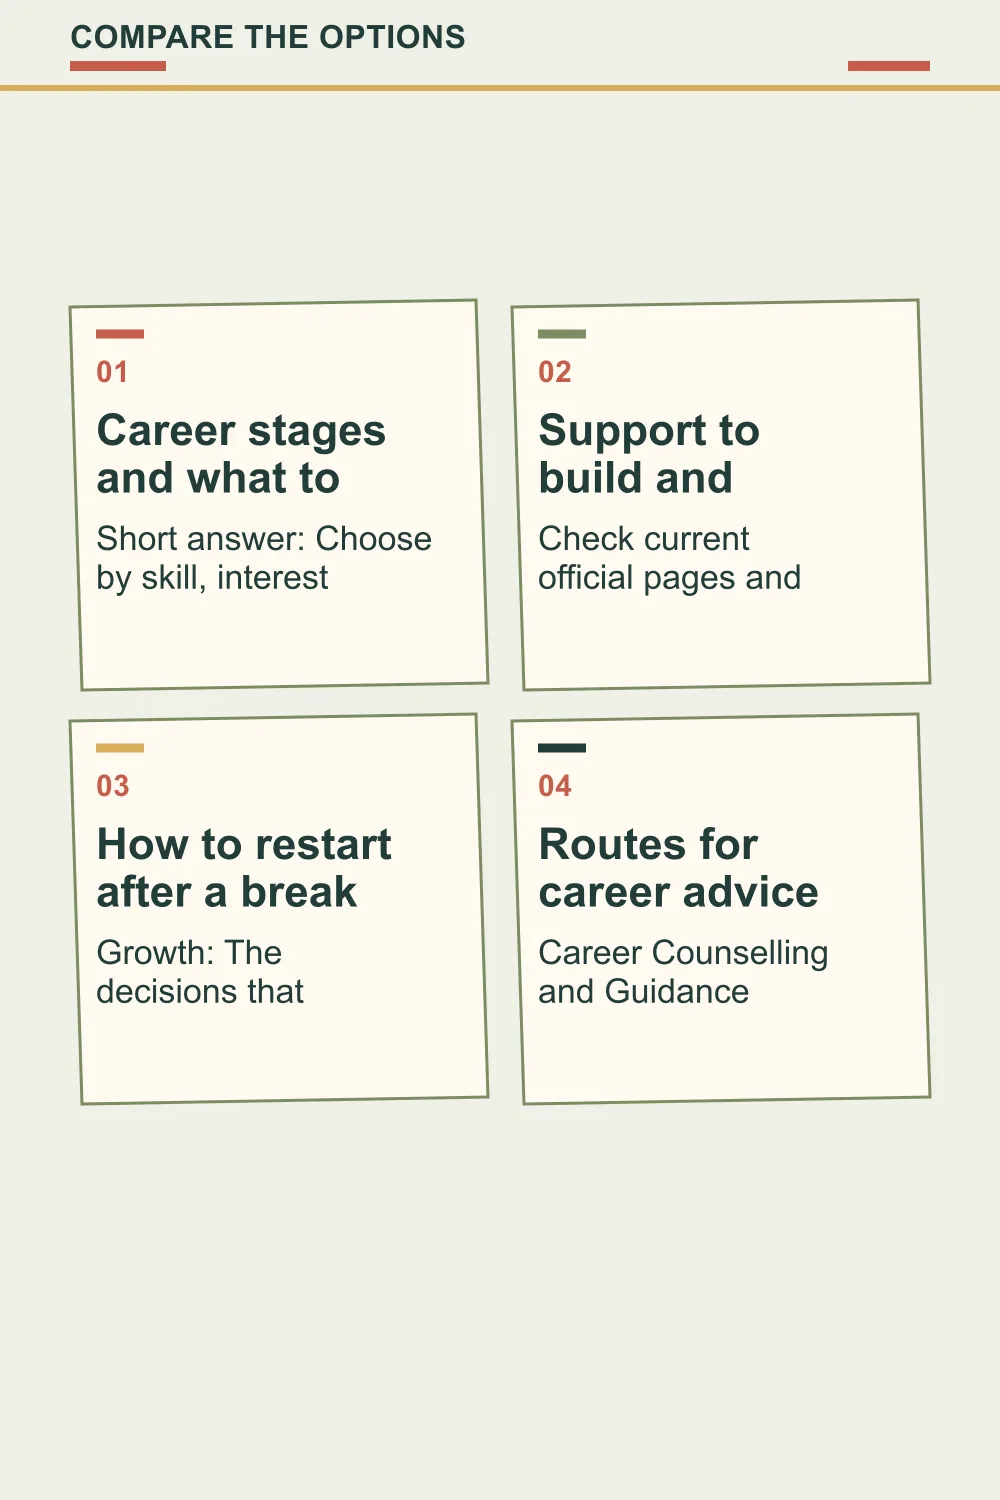 COMPARE THE OPTIONS
01
Career stages
and what to
Short answer: Choose
by skill, interest
02
Support to
build and
Check current
official pages and
03
How to restart
after a break
Growth: The
decisions that
04
Routes for
career advice
Career Counselling
and Guidance